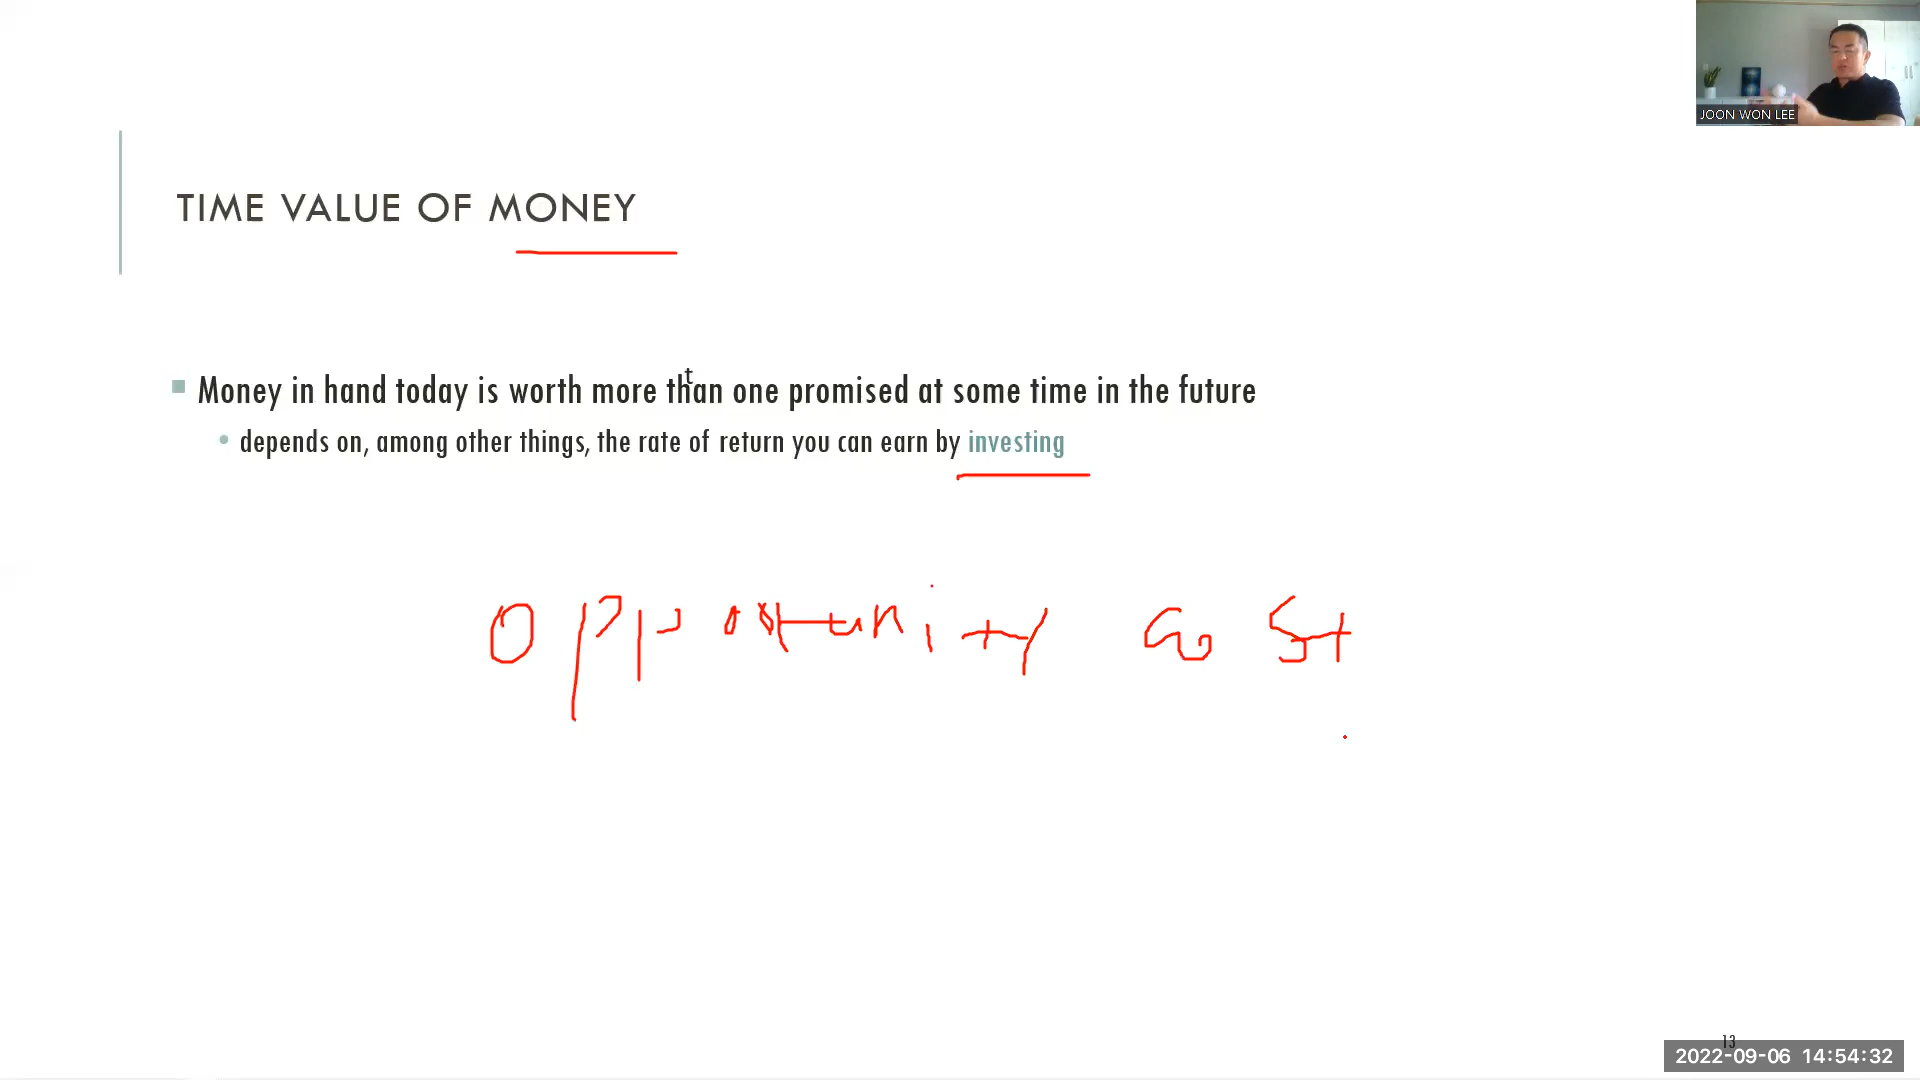 JOON WON LEE
TIME VALUE OF MONEY
Money in hand today is worth more than one promised at some time in the future
t
depends on, among other things, the rate of return you can earn by investing
Opportunity cost
13
2022-09-06 14:54:32